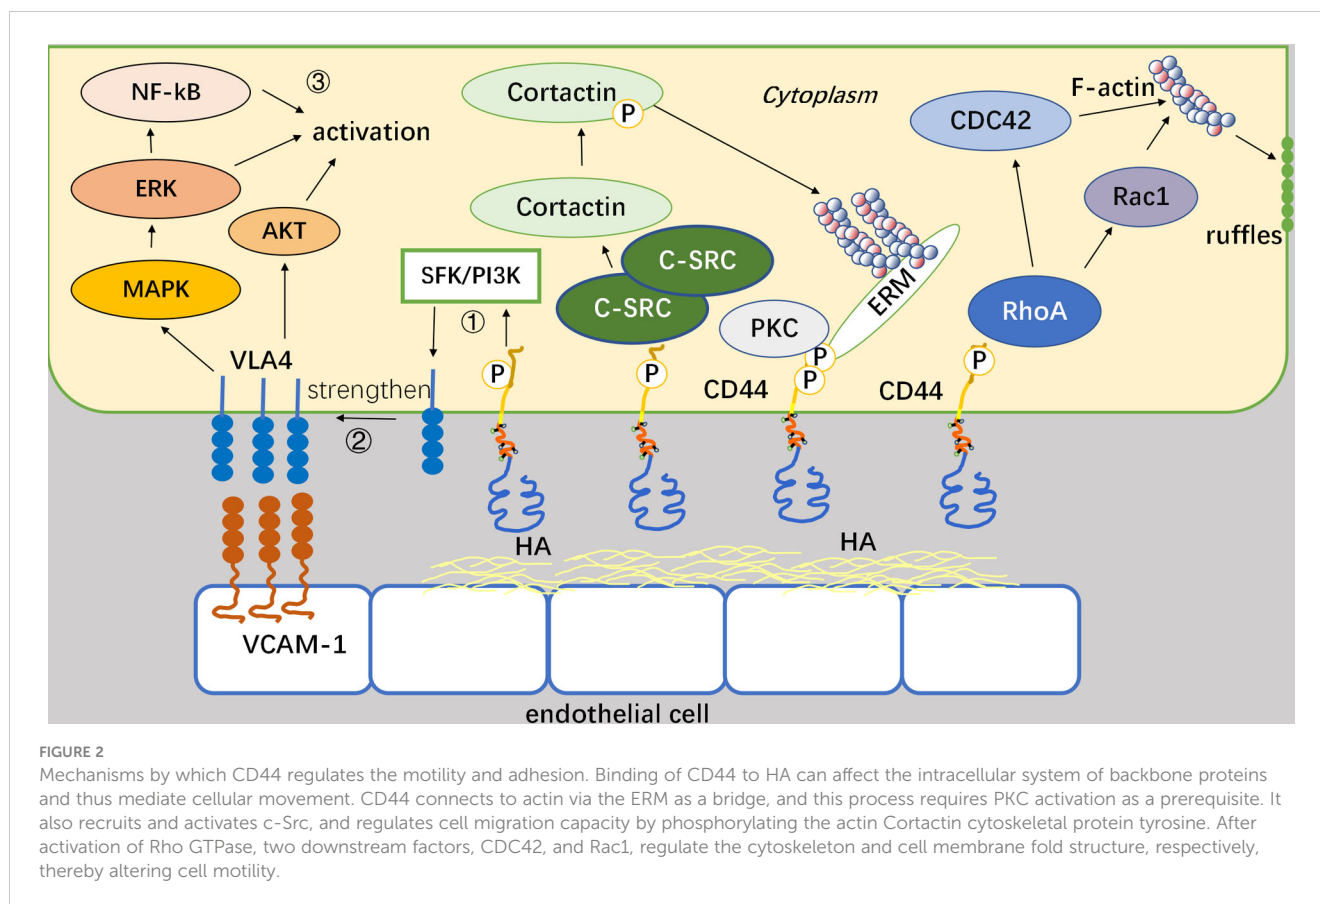 NF-kB
③
activation
ERK
AKT
MAPK
VLA4
strengthen
②
SFK/PI3K
①
P
Cortactin
P
Cortactin
C-SRC
C-SRC
P
Cytoplasm
PKC
ERM
P
P
CD44
CD44
P
RhoA
CDC42
Rac1
F-actin
ruffles
HA
HA
VCAM-1
endothelial cell
FIGURE 2
Mechanisms by which CD44 regulates the motility and adhesion. Binding of CD44 to HA can affect the intracellular system of backbone proteins
and thus mediate cellular movement. CD44 connects to actin via the ERM as a bridge, and this process requires PKC activation as a prerequisite. It
also recruits and activates c-Src, and regulates cell migration capacity by phosphorylating the actin Cortactin cytoskeletal protein tyrosine. After
activation of Rho GTPase, two downstream factors, CDC42, and Rac1, regulate the cytoskeleton and cell membrane fold structure, respectively,
thereby altering cell motility.